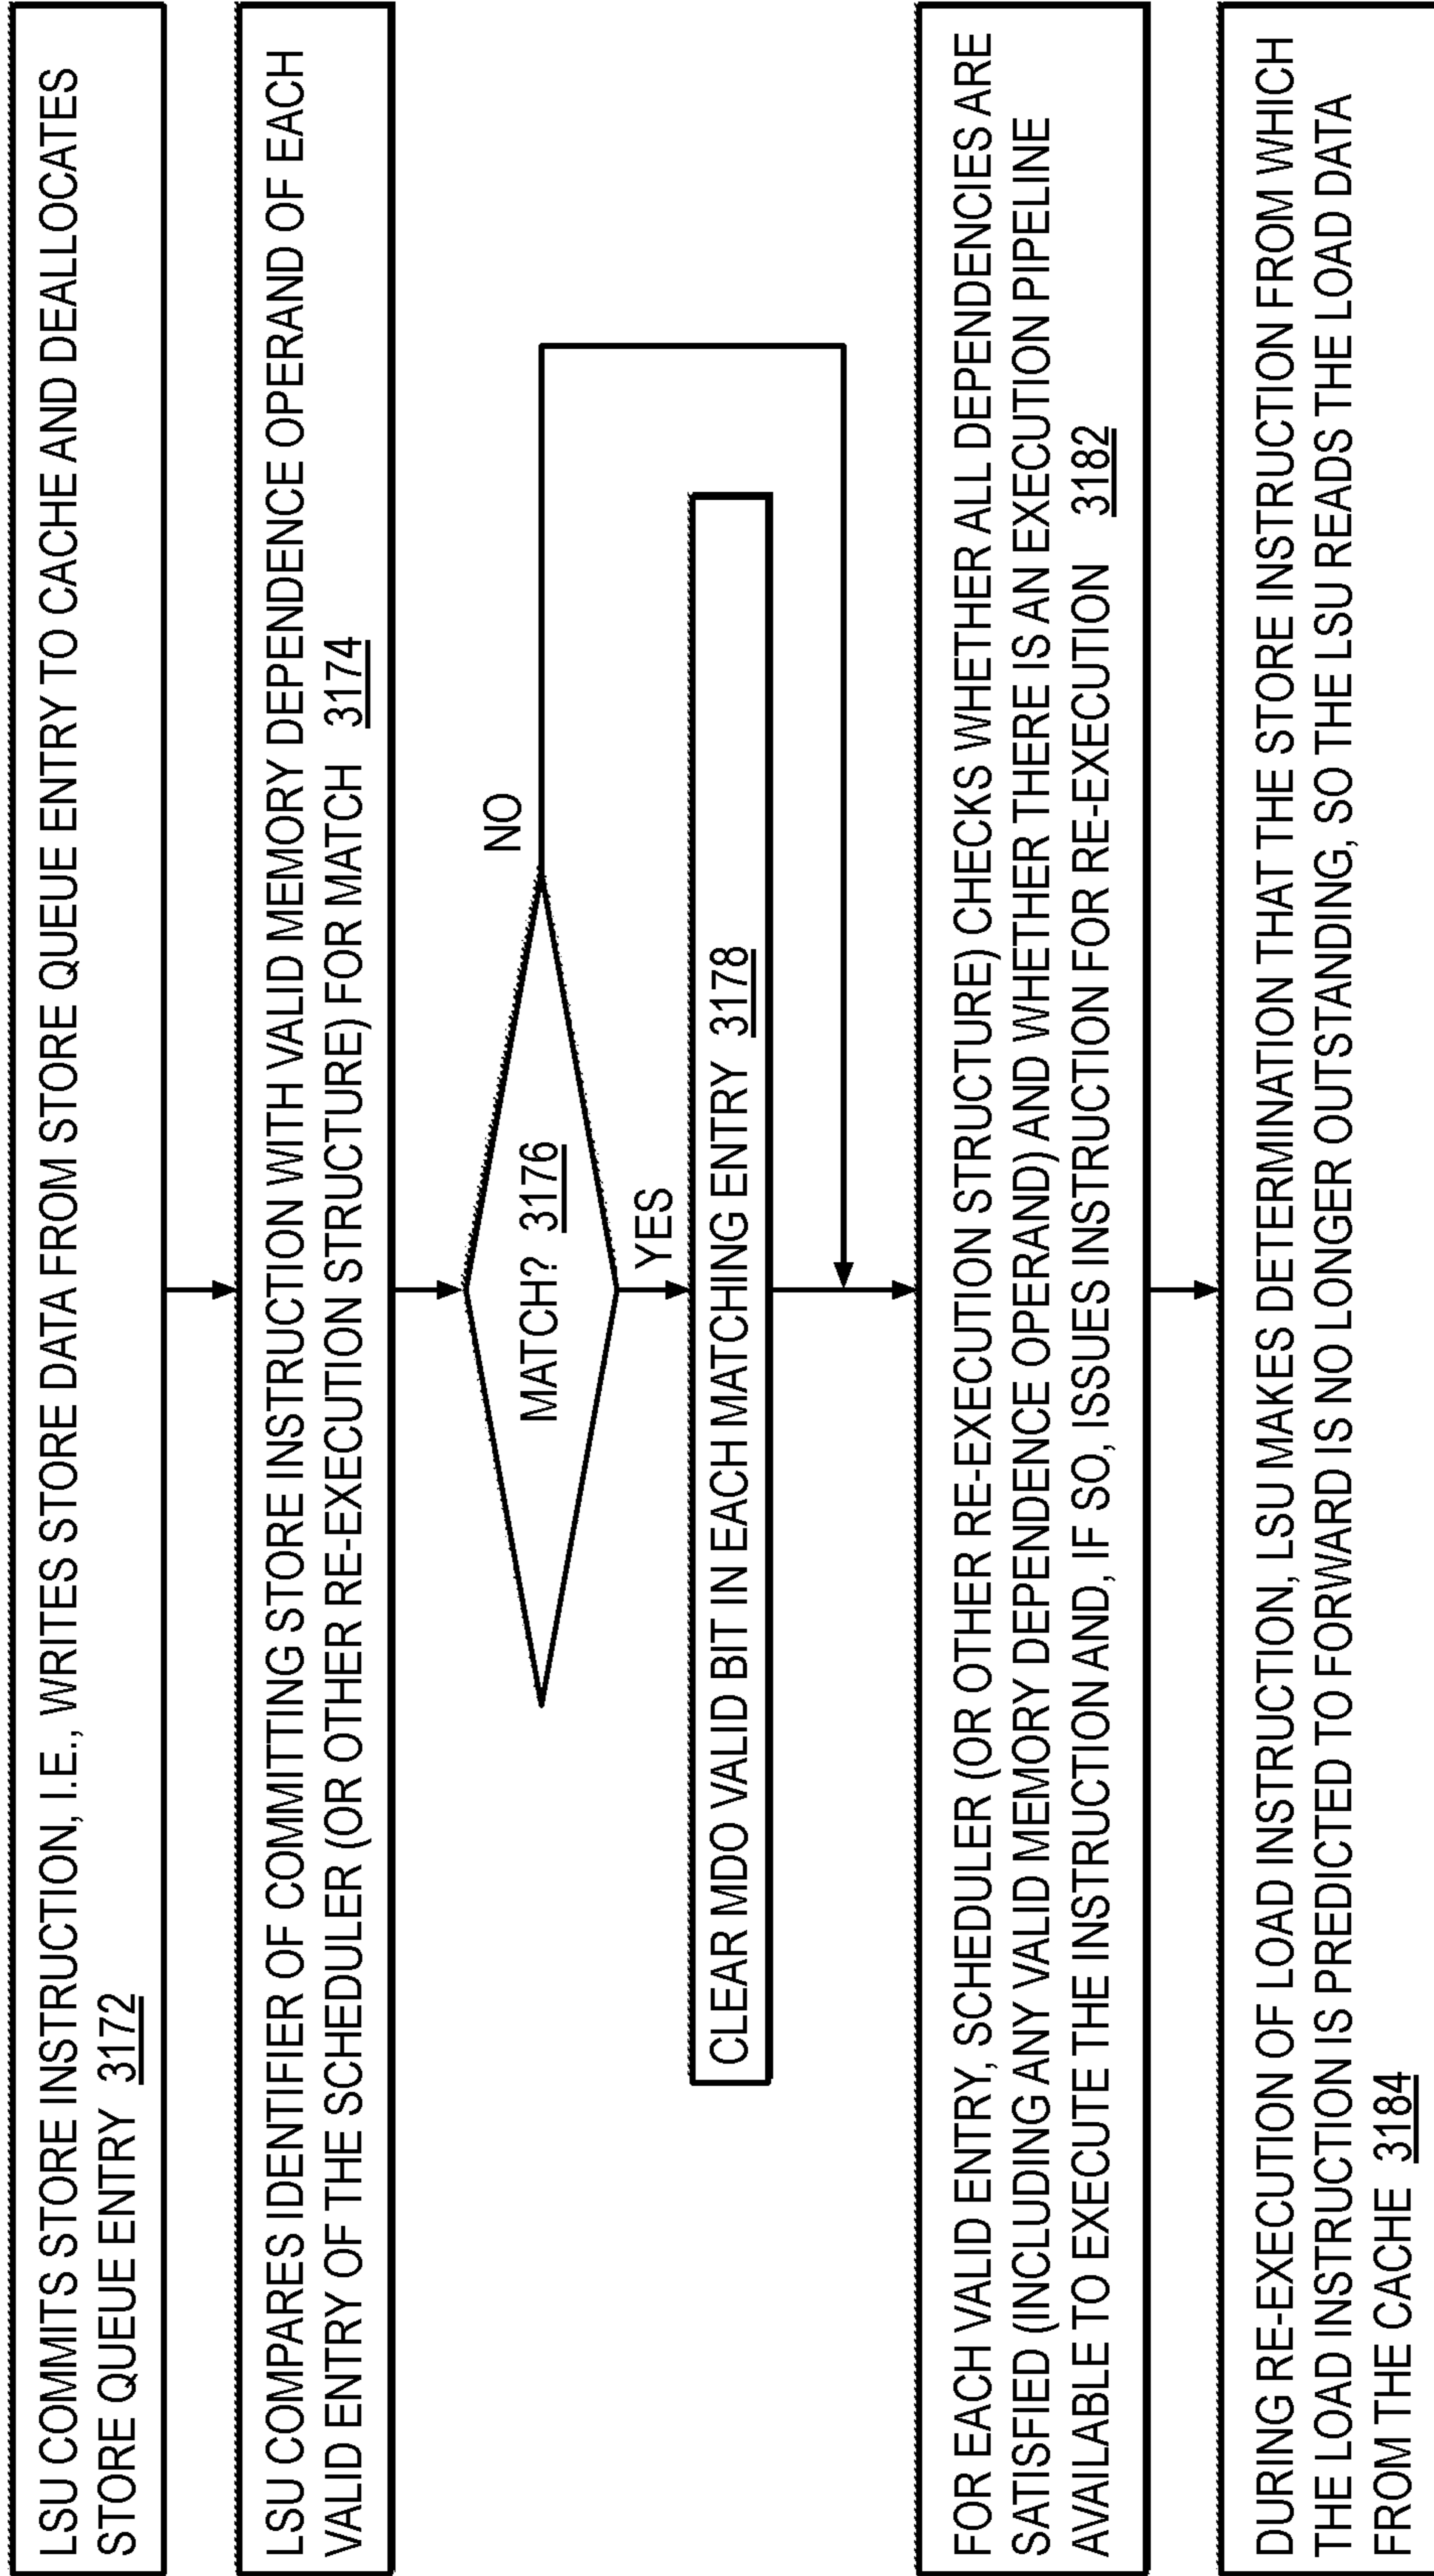 LSU COMMITS STORE INSTRUCTION, I.E., WRITES STORE DATA FROM STORE QUEUE ENTRY TO CACHE AND DEALLOCATES
STORE QUEUE ENTRY 3172
LSU COMPARES IDENTIFIER OF COMMITTING STORE INSTRUCTION WITH VALID MEMORY DEPENDENCE OPERAND OF EACH
VALID ENTRY OF THE SCHEDULER (OR OTHER RE-EXECUTION STRUCTURE) FOR MATCH 3174
MATCH? 3176
NO
YES
CLEAR MDO VALID BIT IN EACH MATCHING ENTRY 3178
FOR EACH VALID ENTRY, SCHEDULER (OR OTHER RE-EXECUTION STRUCTURE) CHECKS WHETHER ALL DEPENDENCIES ARE
SATISFIED (INCLUDING ANY VALID MEMORY DEPENDENCE OPERAND) AND WHETHER THERE IS AN EXECUTION PIPELINE
AVAILABLE TO EXECUTE THE INSTRUCTION AND, IF SO, ISSUES INSTRUCTION FOR RE-EXECUTION 3182
DURING RE-EXECUTION OF LOAD INSTRUCTION, LSU MAKES DETERMINATION THAT THE STORE INSTRUCTION FROM WHICH
THE LOAD INSTRUCTION IS PREDICTED TO FORWARD IS NO LONGER OUTSTANDING, SO THE LSU READS THE LOAD DATA
FROM THE CACHE 3184